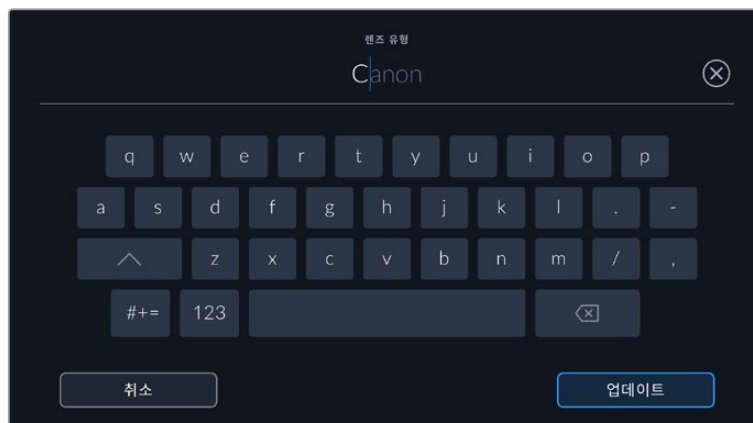 렌즈 유형
Canon
q w e r t y u i o p
a s d f g h j k l . -
z x c v b n m / ,
#+= 123
취소 업데이트